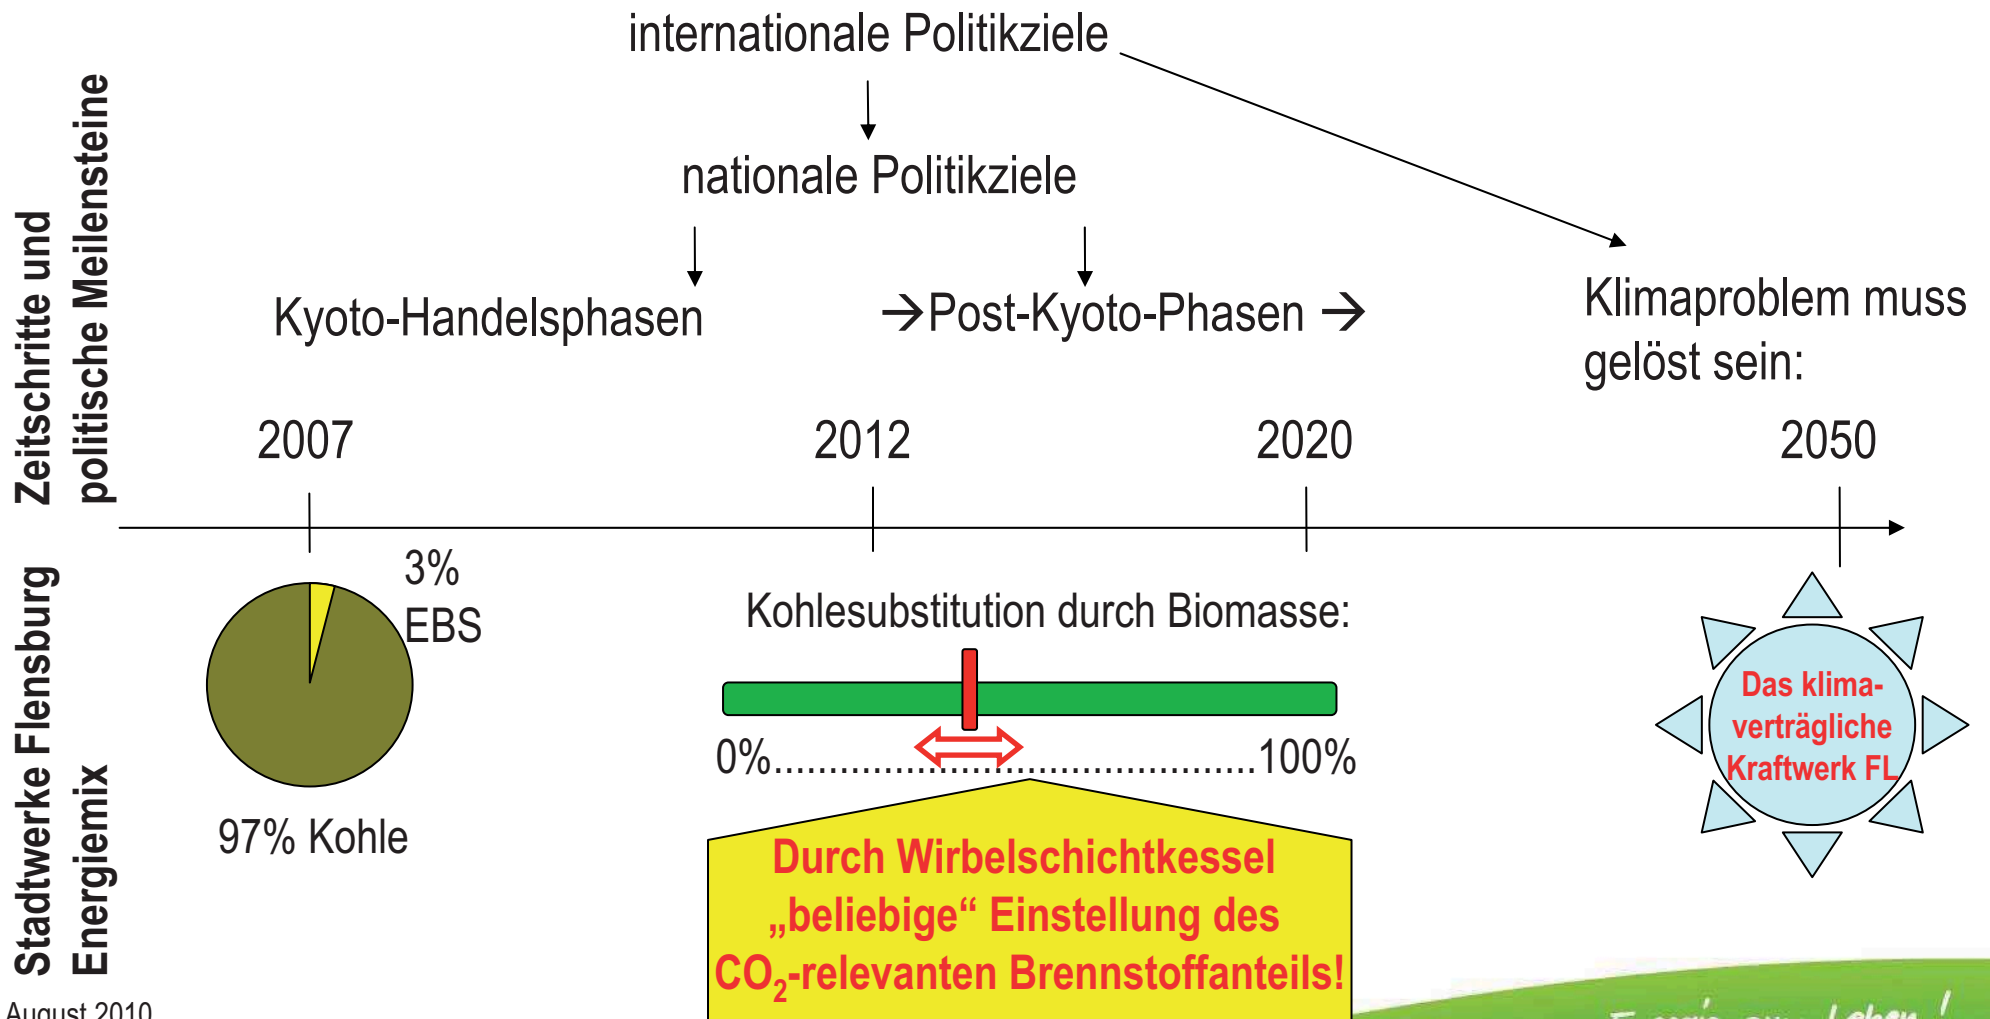 internationale Politikziele
nationale Politikziele
Zeitschritte und
politische Meilensteine
Kyoto-Handelsphasen
→Post-Kyoto-Phasen →
Klimaproblem muss
gelöst sein:
2007
2012
2020
2050
Stadtwerke Flensburg
Energiemix
3%
EBS
97% Kohle
Kohlesubstitution durch Biomasse:
0%............................................100%
Durch Wirbelschichtkessel
„beliebige“ Einstellung des
CO₂-relevanten Brennstoffanteils!
Das klima-
verträgliche
Kraftwerk FL
August 2010
Leben!